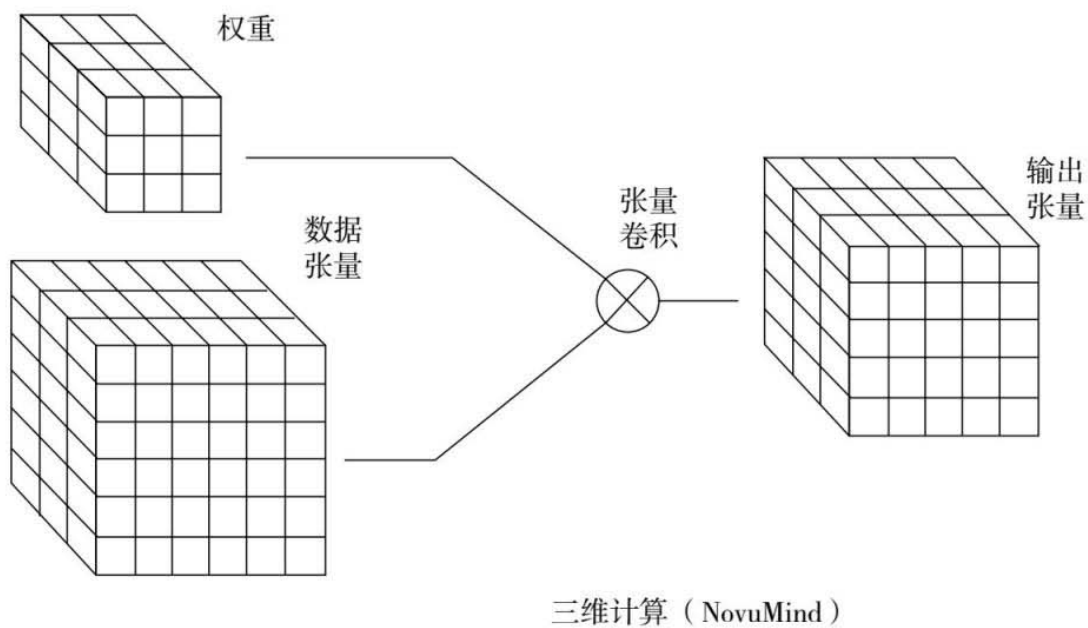 权重
数据
张量
张量
卷积
输出
张量
三维计算（NovuMind）